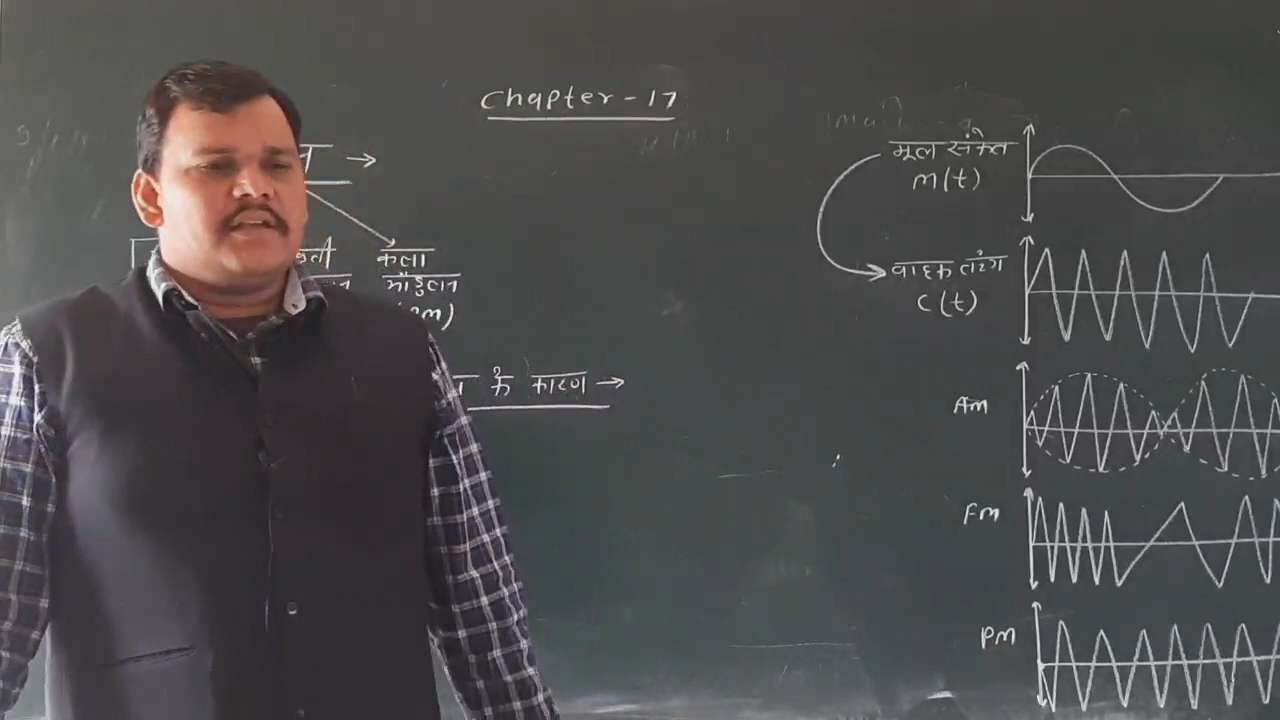 Chapter-17
न →
वृत्ती कला
न मॉडुलन
m)
न के कारण →
मूल संकेत
m(t)
वाहक तरंग
C(t)
Am
Fm
Pm